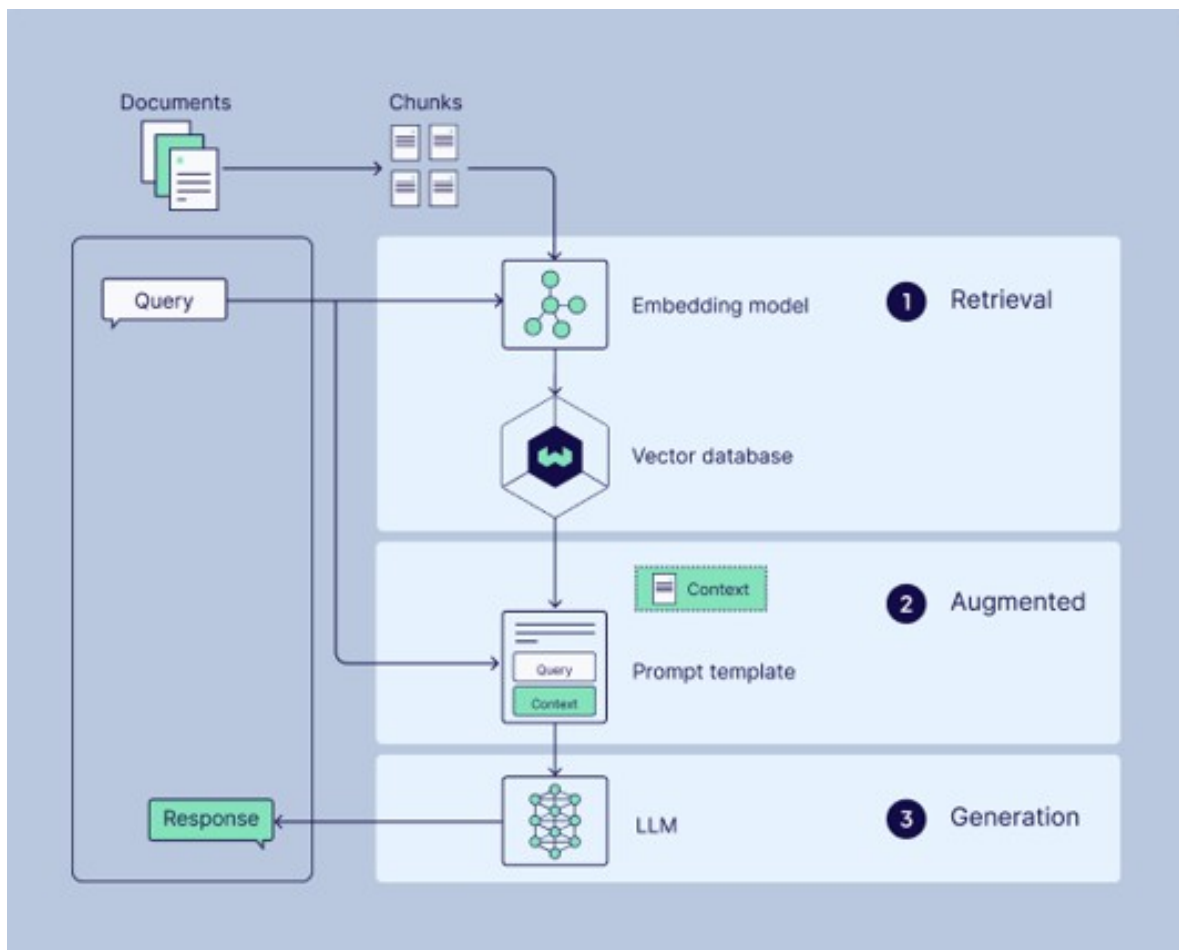 Documents
Chunks
Query
Embedding model
1 Retrieval
Vector database
Context
2 Augmented
Query
Prompt template
Context
Response
LLM
3 Generation